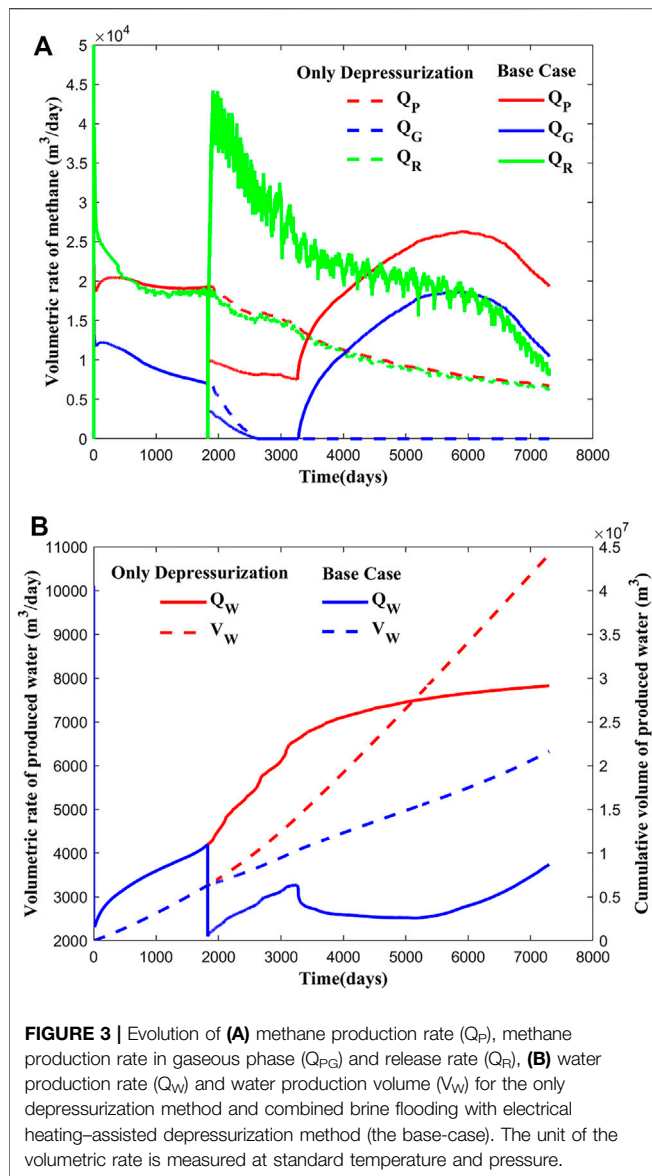 A
×10⁴
Only Depressurization Base Case
Q_P Q_P
Q_G Q_G
Q_R Q_R
Volumetric rate of methane (m³/day)
5
4.5
4
3.5
3
2.5
2
1.5
1
0.5
0
0 1000 2000 3000 4000 5000 6000 7000 8000
Time(days)
B
×10⁷
Only Depressurization Base Case
Q_W Q_W
V_W V_W
Volumetric rate of produced water (m³/day)
11000
10000
9000
8000
7000
6000
5000
4000
3000
2000
4.5
4
3.5
3
2.5
2
1.5
1
0.5
0
Cumulative volume of produced water (m³)
0 1000 2000 3000 4000 5000 6000 7000 8000
Time(days)
FIGURE 3 | Evolution of (A) methane production rate (Q_P), methane
production rate in gaseous phase (Q_PG) and release rate (Q_R), (B) water
production rate (Q_W) and water production volume (V_W) for the only
depressurization method and combined brine flooding with electrical
heating–assisted depressurization method (the base-case). The unit of the
volumetric rate is measured at standard temperature and pressure.